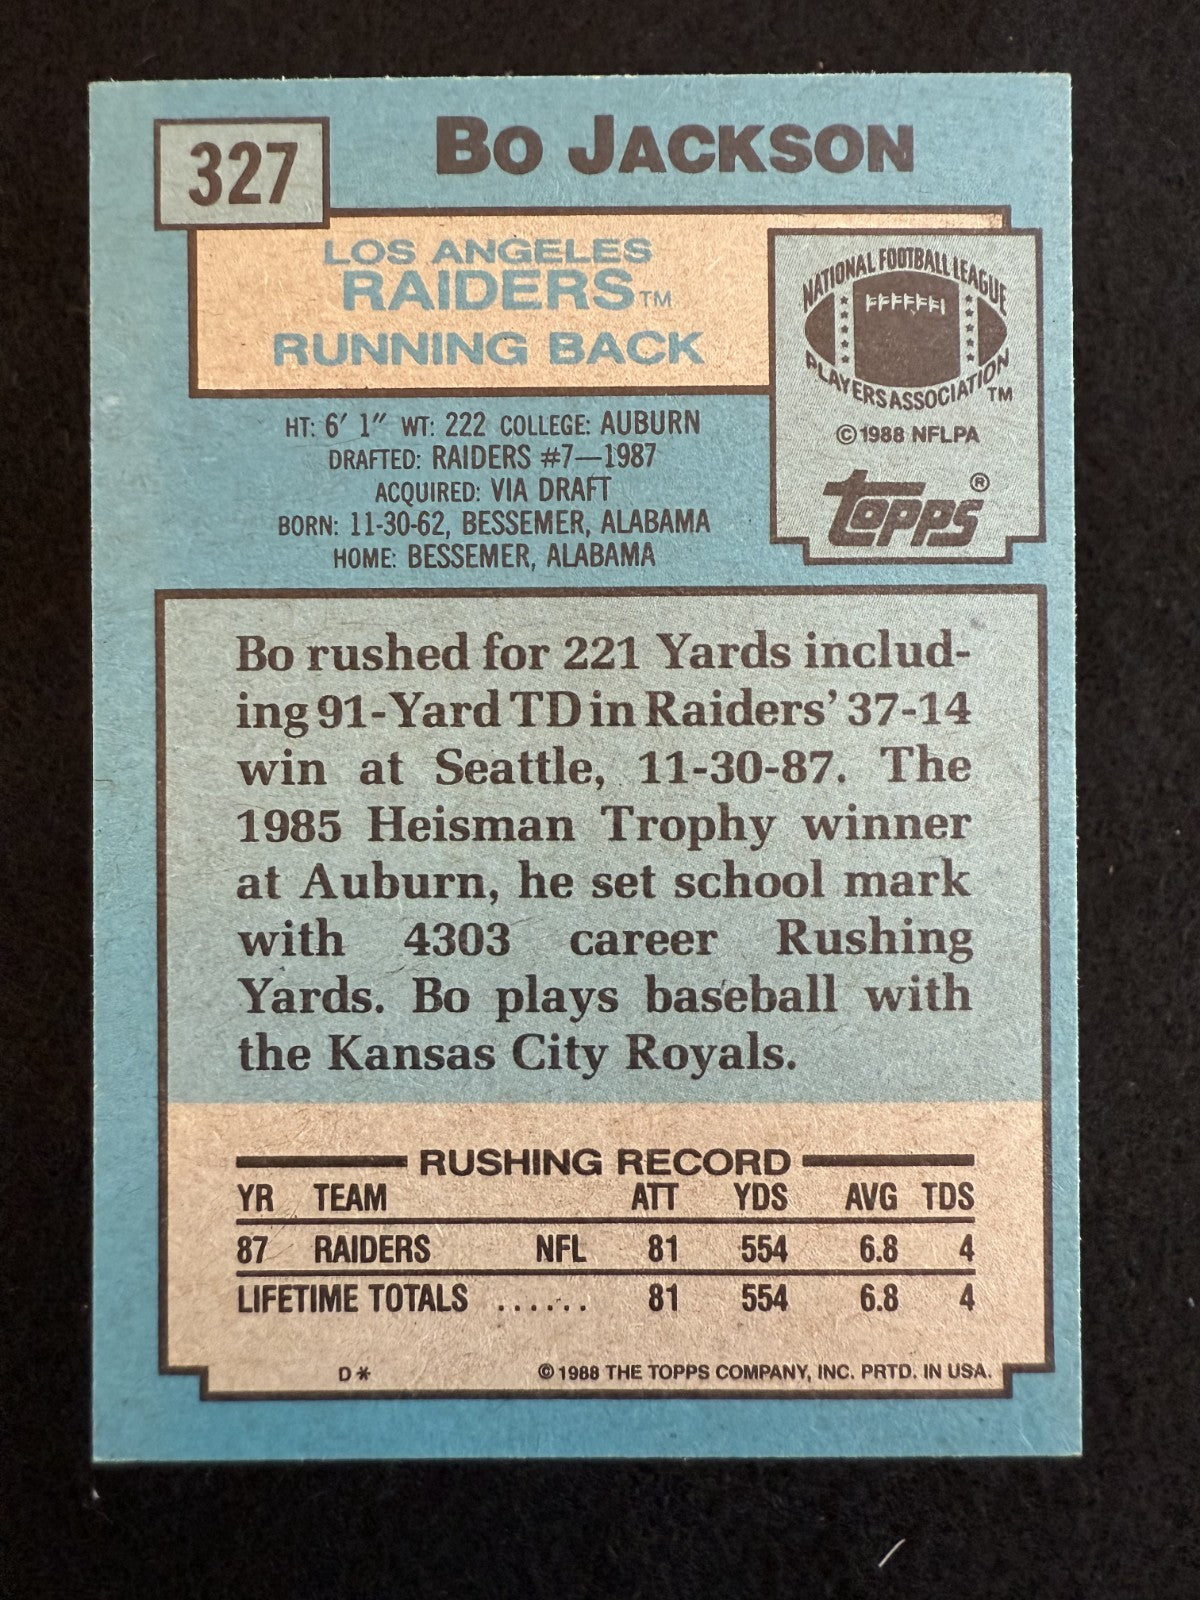 327
BO JACKSON
LOS ANGELES
RAIDERS™
RUNNING BACK
NATIONAL FOOTBALL LEAGUE
PLAYERS ASSOCIATION™
©1988 NFLPA
topps®
HT: 6' 1" WT: 222 COLLEGE: AUBURN
DRAFTED: RAIDERS #7—1987
ACQUIRED: VIA DRAFT
BORN: 11-30-62, BESSEMER, ALABAMA
HOME: BESSEMER, ALABAMA
Bo rushed for 221 Yards includ-
ing 91-Yard TD in Raiders' 37-14
win at Seattle, 11-30-87. The
1985 Heisman Trophy winner
at Auburn, he set school mark
with 4303 career Rushing
Yards. Bo plays baseball with
the Kansas City Royals.
RUSHING RECORD
YR TEAM ATT YDS AVG TDS
87 RAIDERS NFL 81 554 6.8 4
LIFETIME TOTALS ...... 81 554 6.8 4
D* © 1988 THE TOPPS COMPANY, INC. PRTD. IN USA.